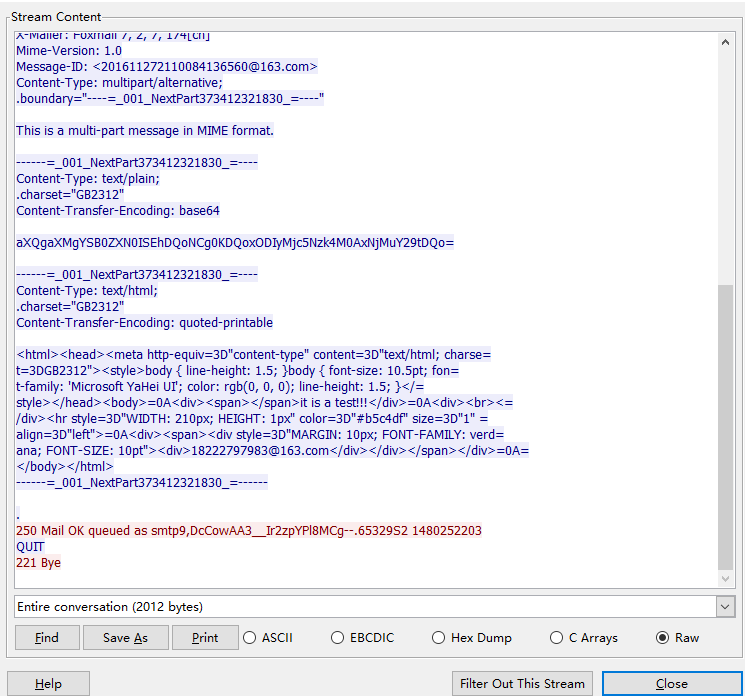 Stream Content
X-Mailer: Foxmail 7, 2, 7, 174[cn]
Mime-Version: 1.0
Message-ID: <201611272110084136560@163.com>
Content-Type: multipart/alternative;
.boundary="----=_001_NextPart373412321830_=----"
This is a multi-part message in MIME format.
------=_001_NextPart373412321830_=----
Content-Type: text/plain;
.charset="GB2312"
Content-Transfer-Encoding: base64
aXQgaXMgYSB0ZXN0ISEhDQoNCg0KDQoxODIyMjc5Nzk4M0AxNjMuY29tDQo=
------=_001_NextPart373412321830_=----
Content-Type: text/html;
.charset="GB2312"
Content-Transfer-Encoding: quoted-printable
<html><head><meta http-equiv=3D"content-type" content=3D"text/html; charse=
t=3DGB2312"><style>body { line-height: 1.5; }body { font-size: 10.5pt; fon=
t-family: 'Microsoft YaHei UI'; color: rgb(0, 0, 0); line-height: 1.5; }</=
style></head><body>=0A<div><span></span>it is a test!!!</div>=0A<div><br><=
/div><hr style=3D"WIDTH: 210px; HEIGHT: 1px" color=3D"#b5c4df" size=3D"1" =
align=3D"left">=0A<div><span><div style=3D"MARGIN: 10px; FONT-FAMILY: verd=
ana; FONT-SIZE: 10pt"><div>18222797983@163.com</div></div></span></div>=0A=
</body></html>
------=_001_NextPart373412321830_=------
.
250 Mail OK queued as smtp9,DcCowAA3__Ir2zpYPl8MCg--.65329S2 1480252203
QUIT
221 Bye
Entire conversation (2012 bytes)
Find Save As Print ASCII EBCDIC Hex Dump C Arrays Raw
Help Filter Out This Stream Close